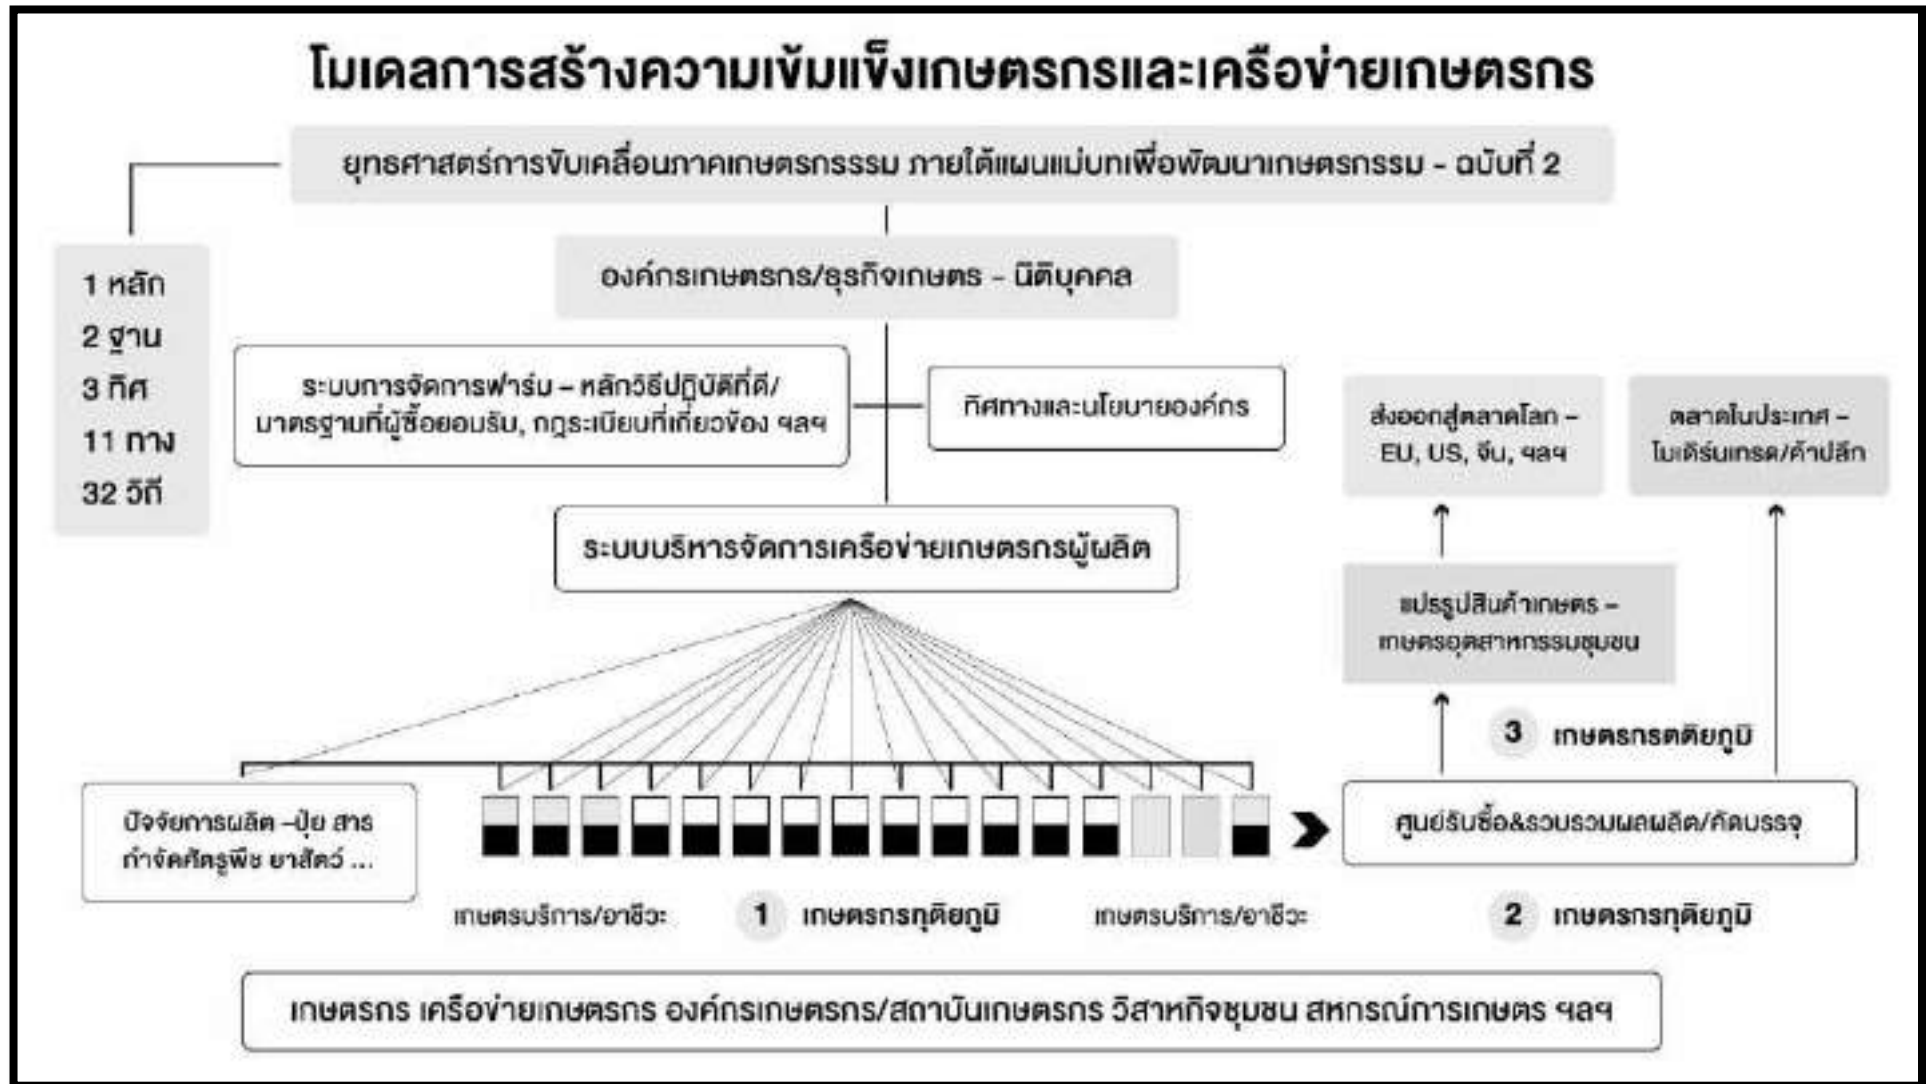 โมเดลการสร้างความเข้มแข็งเกษตรกรและเครือข่ายเกษตรกร
ยุทธศาสตร์การขับเคลื่อนภาคเกษตรกรรรม ภายใต้แผนแม่บทเพื่อพัฒนาเกษตรกรรม - ฉบับที่ 2
1 หลัก
2 ฐาน
3 ทิศ
11 ทาง
32 วิถี
องค์กรเกษตรกร/ธุรกิจเกษตร - นิติบุคคล
ระบบการจัดการฟาร์ม – หลักวิธีปฏิบัติที่ดี/
มาตรฐานที่ผู้ซื้อยอมรับ, กฎระเบียบที่เกี่ยวข้อง ฯลฯ
ทิศทางและนโยบายองค์กร
ส่งออกสู่ตลาดโลก –
EU, US, จีน, ฯลฯ
ตลาดในประเทศ –
โมเดิร์นเทรด/ค้าปลีก
ระบบบริหารจัดการเครือข่ายเกษตรกรผู้ผลิต
แปรรูปสินค้าเกษตร –
เกษตรอุตสาหกรรมชุมชน
3 เกษตรกรตติยภูมิ
ปัจจัยการผลิต –ปุ๋ย สาร
กำจัดศัตรูพืช ยาสัตว์ ...
ศูนย์รับซื้อ&รวบรวมผลผลิต/คัดบรรจุ
เกษตรบริการ/อาชีวะ
1 เกษตรกรทุติยภูมิ
เกษตรบริการ/อาชีวะ
2 เกษตรกรทุติยภูมิ
เกษตรกร เครือข่ายเกษตรกร องค์กรเกษตรกร/สถาบันเกษตรกร วิสาหกิจชุมชน สหกรณ์การเกษตร ฯลฯ